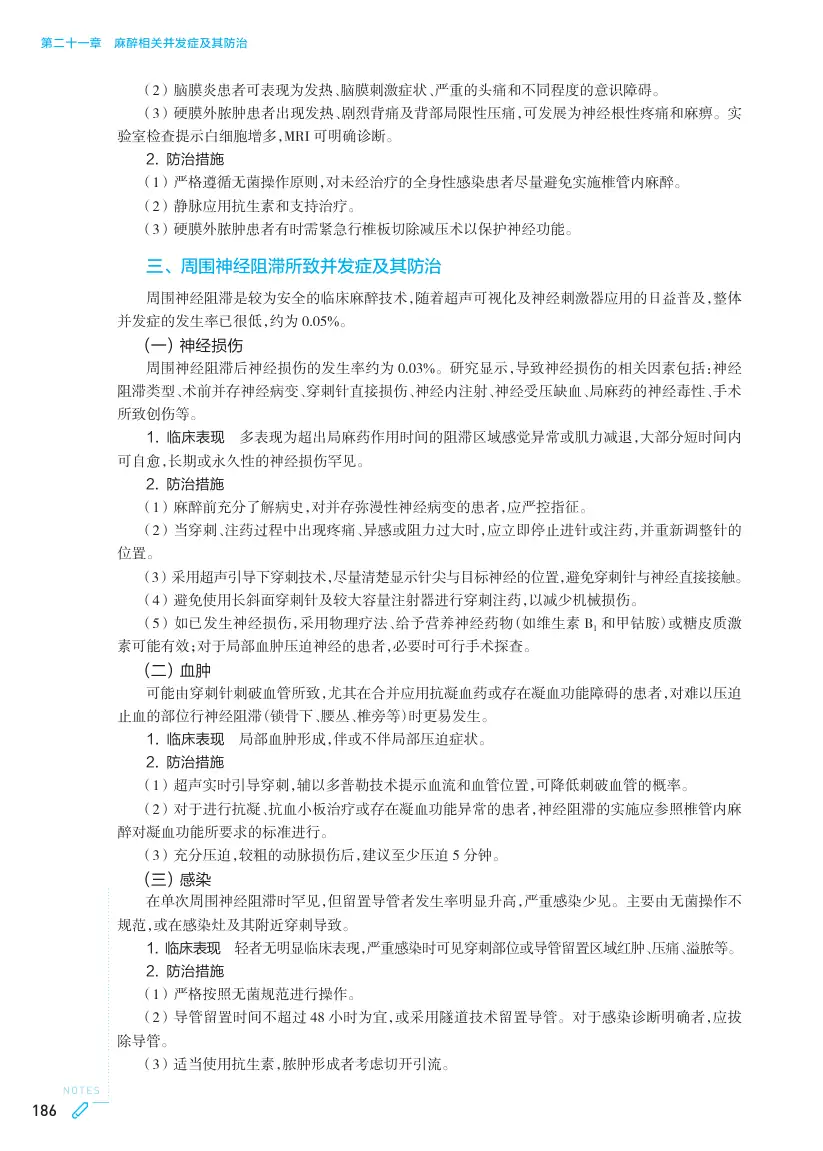 第二十一章 麻醉相关并发症及其防治
（2）脑膜炎患者可表现为发热、脑膜刺激症状、严重的头痛和不同程度的意识障碍。
（3）硬膜外脓肿患者出现发热、剧烈背痛及背部局限性压痛，可发展为神经根性疼痛和麻痹。实
验室检查提示白细胞增多，MRI 可明确诊断。
2. 防治措施
（1）严格遵循无菌操作原则，对未经治疗的全身性感染患者尽量避免实施椎管内麻醉。
（2）静脉应用抗生素和支持治疗。
（3）硬膜外脓肿患者有时需紧急行椎板切除减压术以保护神经功能。
三、周围神经阻滞所致并发症及其防治
周围神经阻滞是较为安全的临床麻醉技术，随着超声可视化及神经刺激器应用的日益普及，整体
并发症的发生率已很低，约为 0.05%。
（一）神经损伤
周围神经阻滞后神经损伤的发生率约为 0.03%。研究显示，导致神经损伤的相关因素包括：神经
阻滞类型、术前并存神经病变、穿刺针直接损伤、神经内注射、神经受压缺血、局麻药的神经毒性、手术
所致创伤等。
1. 临床表现 多表现为超出局麻药作用时间的阻滞区域感觉异常或肌力减退，大部分短时间内
可自愈，长期或永久性的神经损伤罕见。
2. 防治措施
（1）麻醉前充分了解病史，对并存弥漫性神经病变的患者，应严控指征。
（2）当穿刺、注药过程中出现疼痛、异感或阻力过大时，应立即停止进针或注药，并重新调整针的
位置。
（3）采用超声引导下穿刺技术，尽量清楚显示针尖与目标神经的位置，避免穿刺针与神经直接接触。
（4）避免使用长斜面穿刺针及较大容量注射器进行穿刺注药，以减少机械损伤。
（5）如已发生神经损伤，采用物理疗法、给予营养神经药物（如维生素 B₁ 和甲钴胺）或糖皮质激
素可能有效；对于局部血肿压迫神经的患者，必要时可行手术探查。
（二）血肿
可能由穿刺针刺破血管所致，尤其在合并应用抗凝血药或存在凝血功能障碍的患者，对难以压迫
止血的部位行神经阻滞（锁骨下、腰丛、椎旁等）时更易发生。
1. 临床表现 局部血肿形成，伴或不伴局部压迫症状。
2. 防治措施
（1）超声实时引导穿刺，辅以多普勒技术提示血流和血管位置，可降低刺破血管的概率。
（2）对于进行抗凝、抗血小板治疗或存在凝血功能异常的患者，神经阻滞的实施应参照椎管内麻
醉对凝血功能所要求的标准进行。
（3）充分压迫，较粗的动脉损伤后，建议至少压迫 5 分钟。
（三）感染
在单次周围神经阻滞时罕见，但留置导管者发生率明显升高，严重感染少见。主要由无菌操作不
规范，或在感染灶及其附近穿刺导致。
1. 临床表现 轻者无明显临床表现，严重感染时可见穿刺部位或导管留置区域红肿、压痛、溢脓等。
2. 防治措施
（1）严格按照无菌规范进行操作。
（2）导管留置时间不超过 48 小时为宜，或采用隧道技术留置导管。对于感染诊断明确者，应拔
除导管。
（3）适当使用抗生素，脓肿形成者考虑切开引流。
NOTES
186